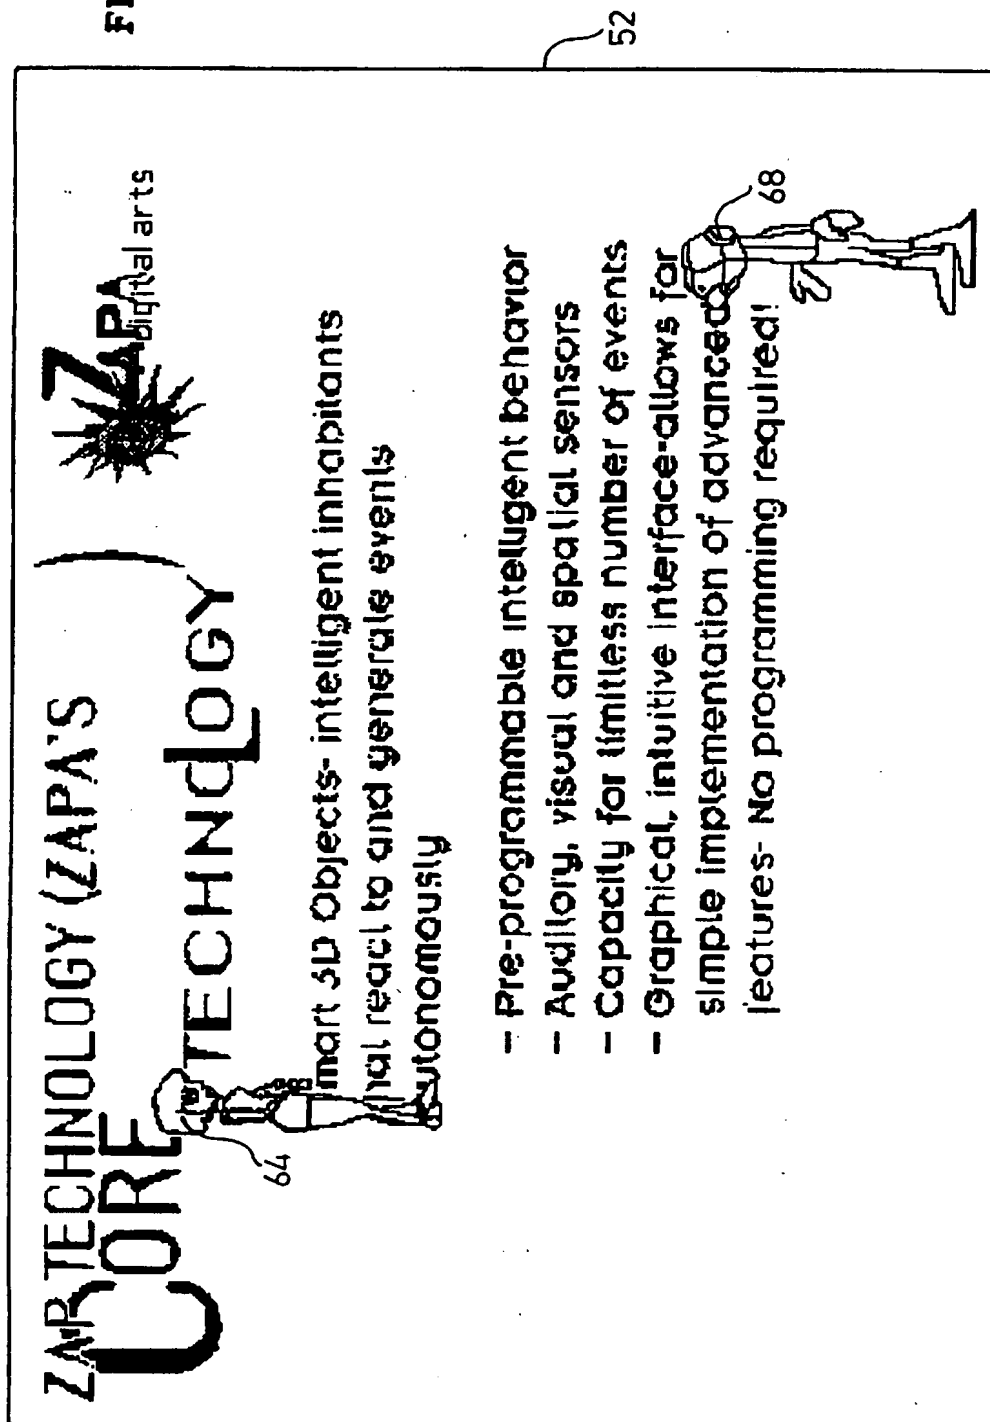 52
ZAP TECHNOLOGY (ZAPA'S )
CORE TECHNOLOGY
ZAPA
digital arts
mart 3D Objects- intelligent inhabitants
hat react to and generate events
utonomously
64
- Pre-programmable intelligent behavior
- Auditory, visual and spatial sensors
- Capacity for limitless number of events
- Graphical, intuitive interface-allows for
simple implementation of advanced
features- No programming required!
68